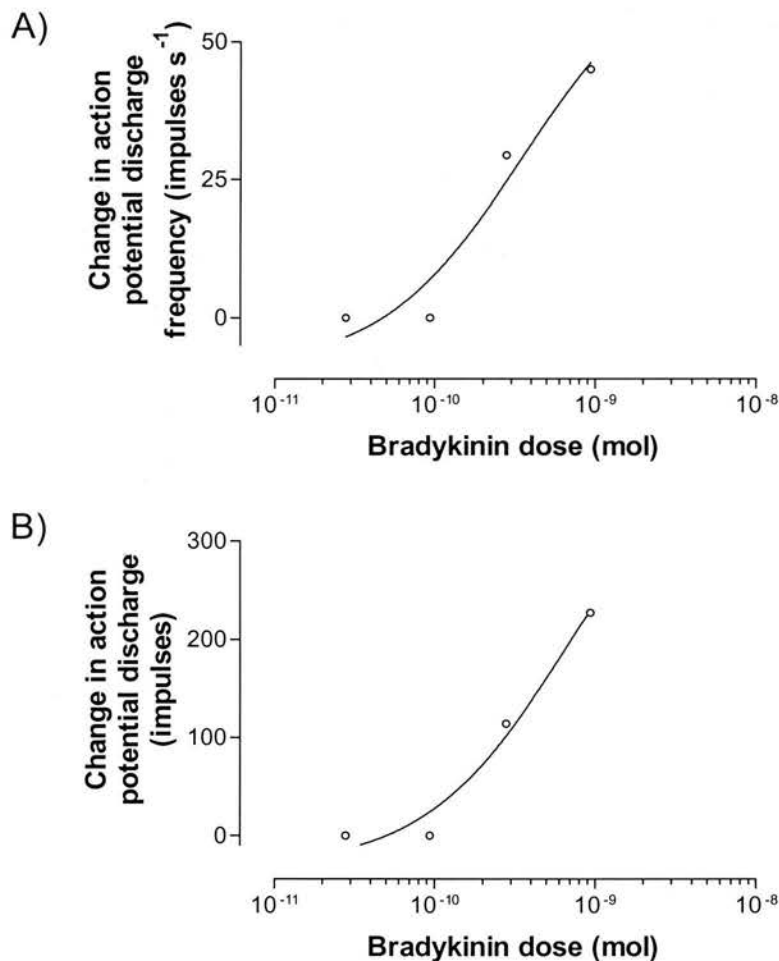 A)
Change in action
potential discharge
frequency (impulses s⁻¹)
50
25
0
10⁻¹¹ 10⁻¹⁰ 10⁻⁹ 10⁻⁸
Bradykinin dose (mol)
B)
Change in action
potential discharge
(impulses)
300
200
100
0
10⁻¹¹ 10⁻¹⁰ 10⁻⁹ 10⁻⁸
Bradykinin dose (mol)